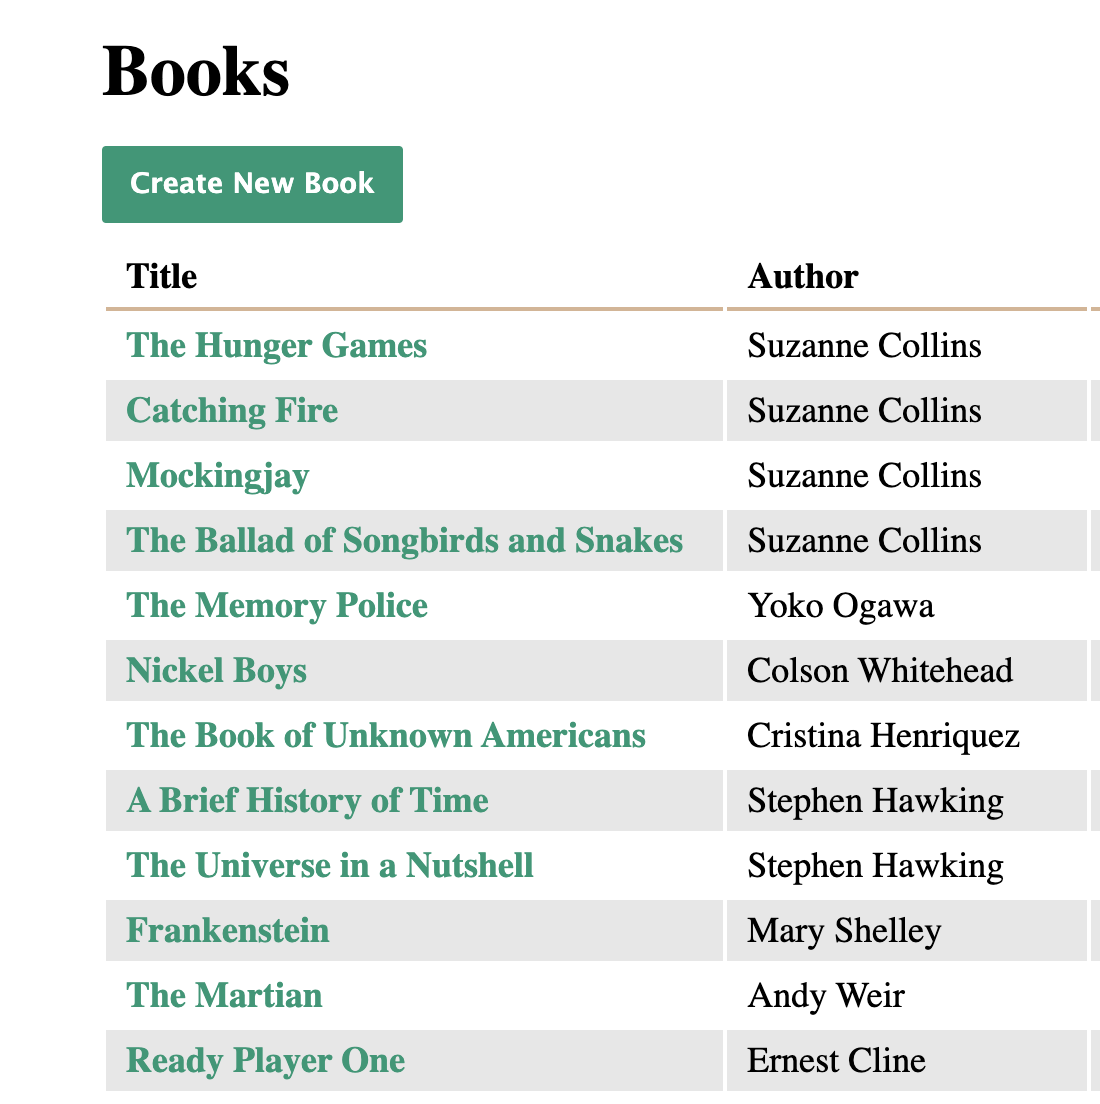 Books
Create New Book
Title Author
The Hunger Games Suzanne Collins
Catching Fire Suzanne Collins
Mockingjay Suzanne Collins
The Ballad of Songbirds and Snakes Suzanne Collins
The Memory Police Yoko Ogawa
Nickel Boys Colson Whitehead
The Book of Unknown Americans Cristina Henriquez
A Brief History of Time Stephen Hawking
The Universe in a Nutshell Stephen Hawking
Frankenstein Mary Shelley
The Martian Andy Weir
Ready Player One Ernest Cline